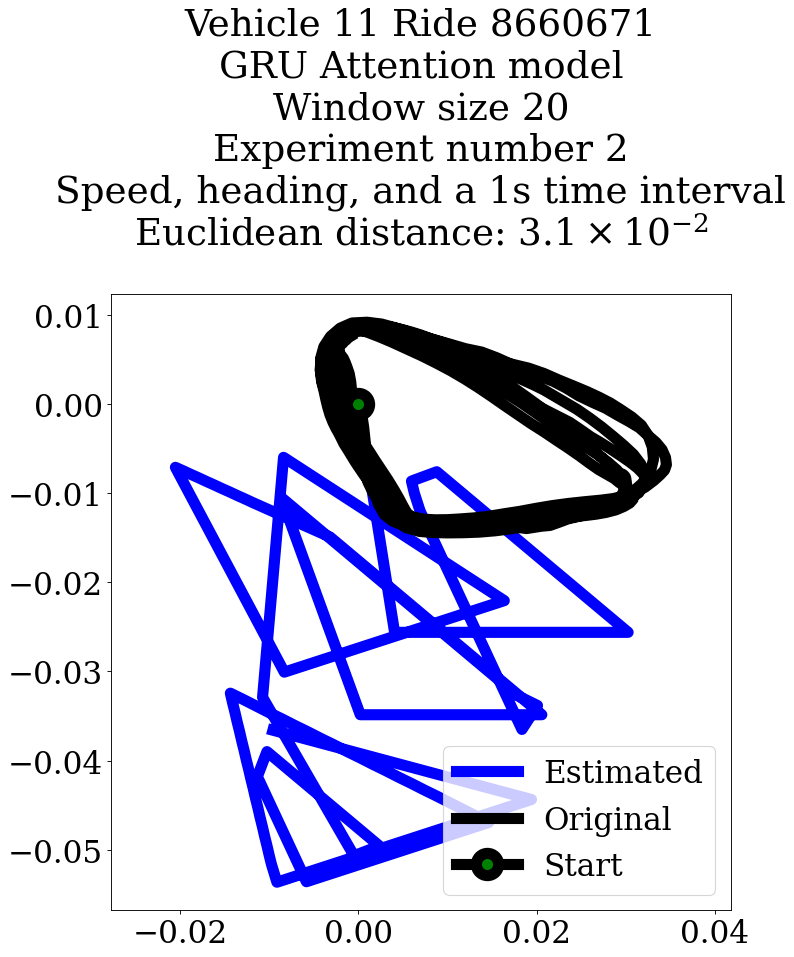 Vehicle 11 Ride 8660671
GRU Attention model
Window size 20
Experiment number 2
Speed, heading, and a 1s time interval
Euclidean distance: 3.1 × 10⁻²
0.01
0.00
−0.01
−0.02
−0.03
−0.04
−0.05
Estimated
Original
Start
−0.02
0.00
0.02
0.04